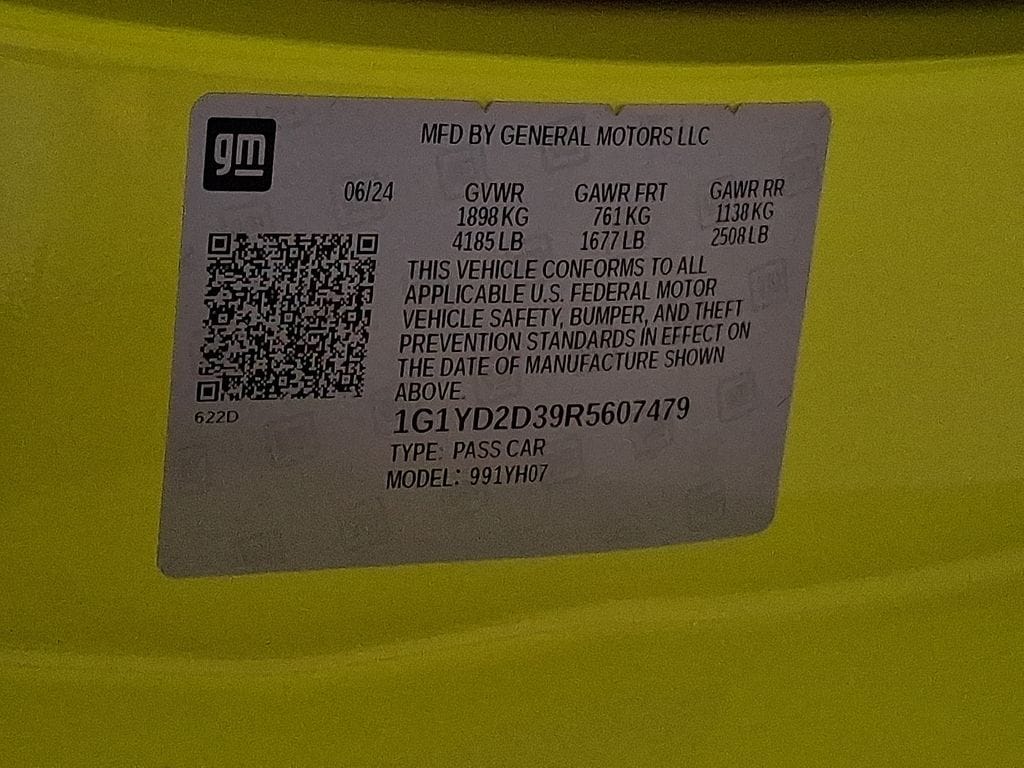 gm
MFD BY GENERAL MOTORS LLC
06/24 GVWR GAWR FRT GAWR RR
1898 KG 761 KG 1138 KG
4185 LB 1677 LB 2508 LB
THIS VEHICLE CONFORMS TO ALL
APPLICABLE U.S. FEDERAL MOTOR
VEHICLE SAFETY, BUMPER, AND THEFT
PREVENTION STANDARDS IN EFFECT ON
THE DATE OF MANUFACTURE SHOWN
ABOVE.
622D
1G1YD2D39R5607479
TYPE: PASS CAR
MODEL: 991YH07